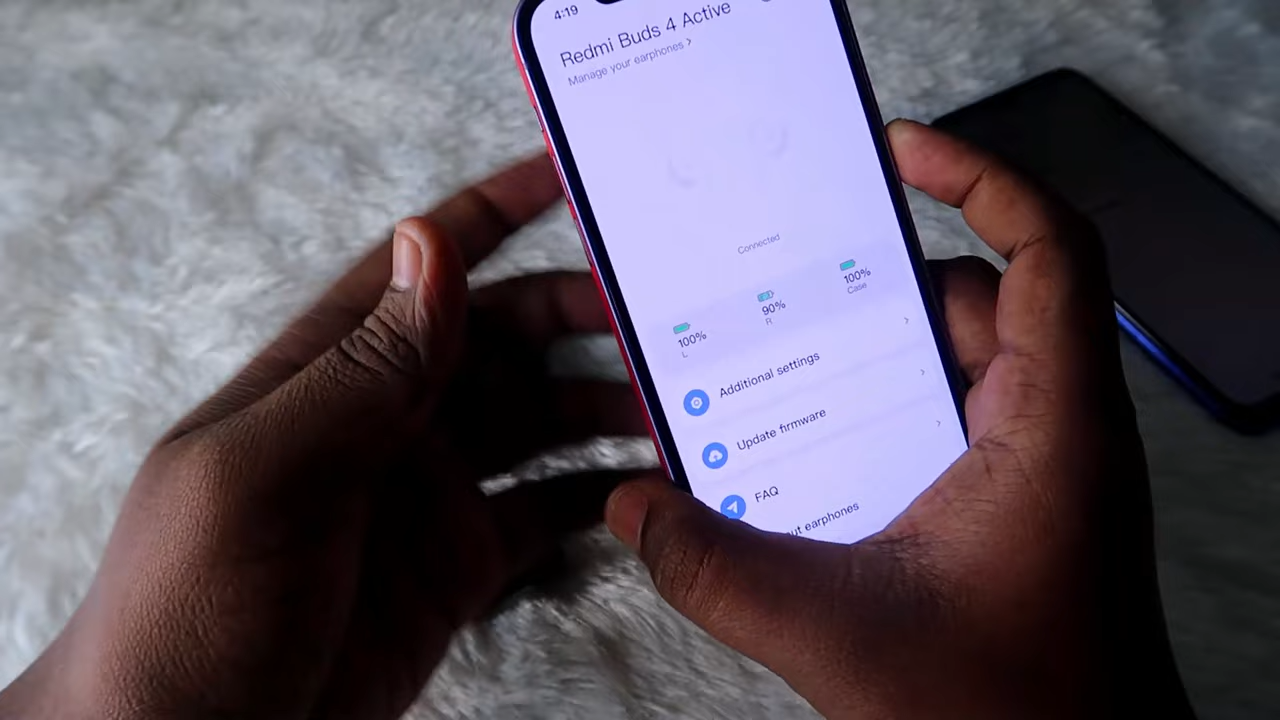 4:19
Redmi Buds 4 Active
Manage your earphones >
Connected
100%
L
90%
R
100%
Case
Additional settings
Update firmware
FAQ
earphones